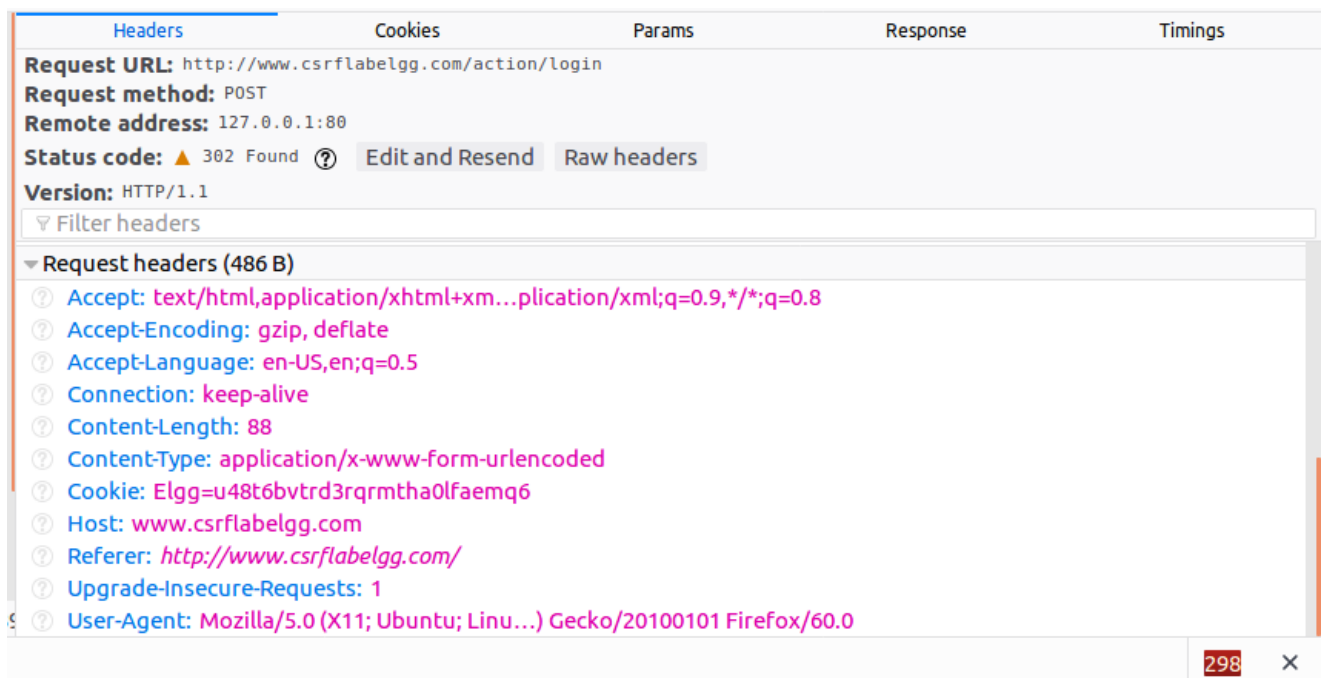 Headers Cookies Params Response Timings
Request URL: http://www.csrflabelgg.com/action/login
Request method: POST
Remote address: 127.0.0.1:80
Status code: 302 Found ? Edit and Resend Raw headers
Version: HTTP/1.1
Filter headers
Request headers (486 B)
? Accept: text/html,application/xhtml+xm…plication/xml;q=0.9,*/*;q=0.8
? Accept-Encoding: gzip, deflate
? Accept-Language: en-US,en;q=0.5
? Connection: keep-alive
? Content-Length: 88
? Content-Type: application/x-www-form-urlencoded
? Cookie: Elgg=u48t6bvtrd3rqrmtha0lfaemq6
? Host: www.csrflabelgg.com
? Referer: http://www.csrflabelgg.com/
? Upgrade-Insecure-Requests: 1
? User-Agent: Mozilla/5.0 (X11; Ubuntu; Linu…) Gecko/20100101 Firefox/60.0
298